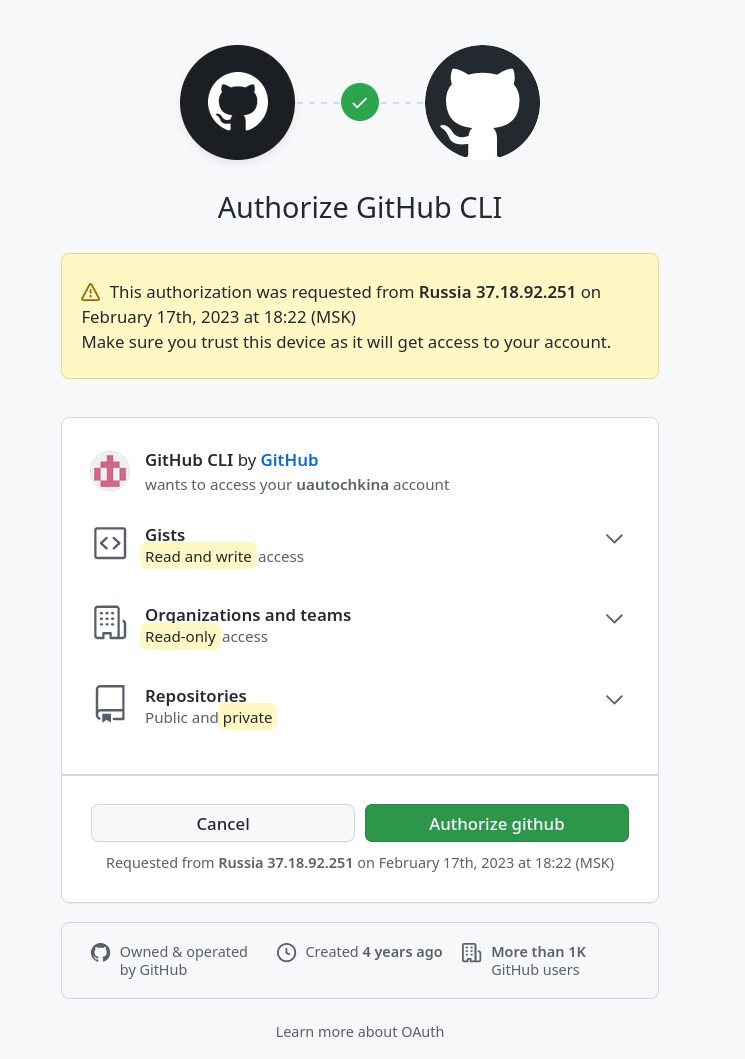 Authorize GitHub CLI
This authorization was requested from Russia 37.18.92.251 on
February 17th, 2023 at 18:22 (MSK)
Make sure you trust this device as it will get access to your account.
GitHub CLI by GitHub
wants to access your uautochkina account
Gists
Read and write access
Organizations and teams
Read-only access
Repositories
Public and private
Cancel
Authorize github
Requested from Russia 37.18.92.251 on February 17th, 2023 at 18:22 (MSK)
Owned & operated
by GitHub
Created 4 years ago
More than 1K
GitHub users
Learn more about OAuth